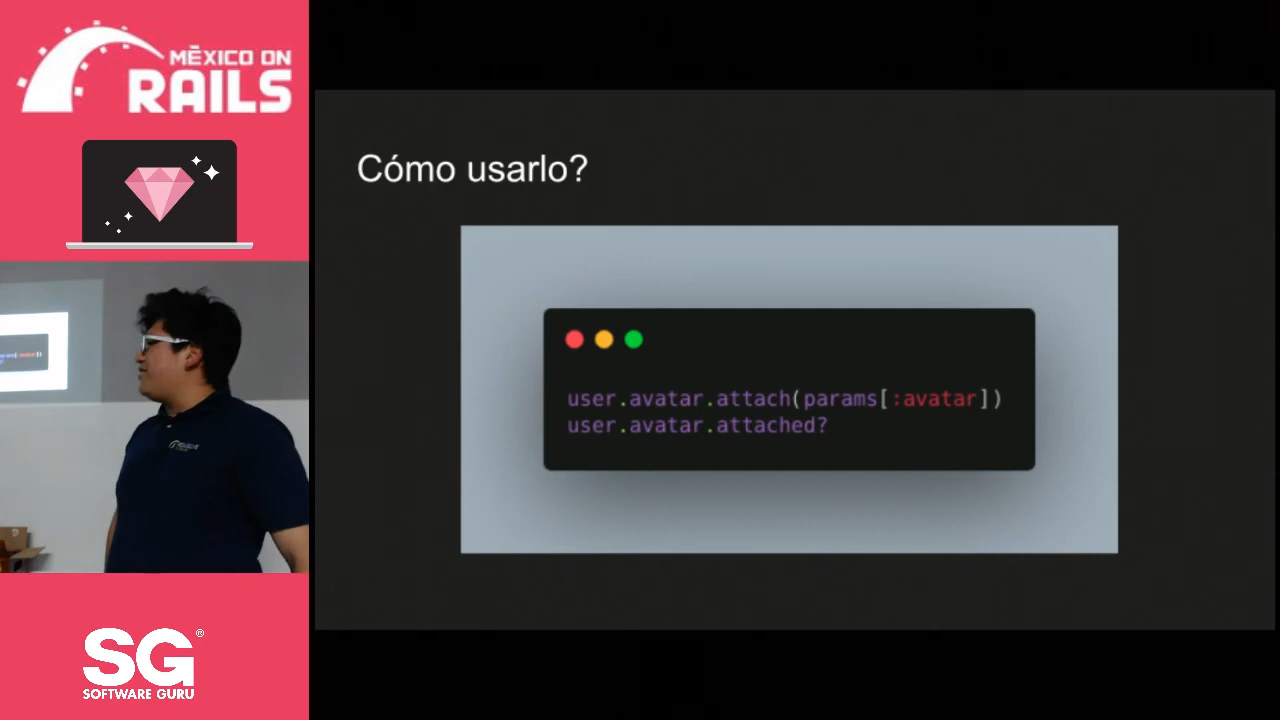 MÉXICO ON
RAILS
Cómo usarlo?
user.avatar.attach(params[:avatar])
user.avatar.attached?
SG®
SOFTWARE GURU